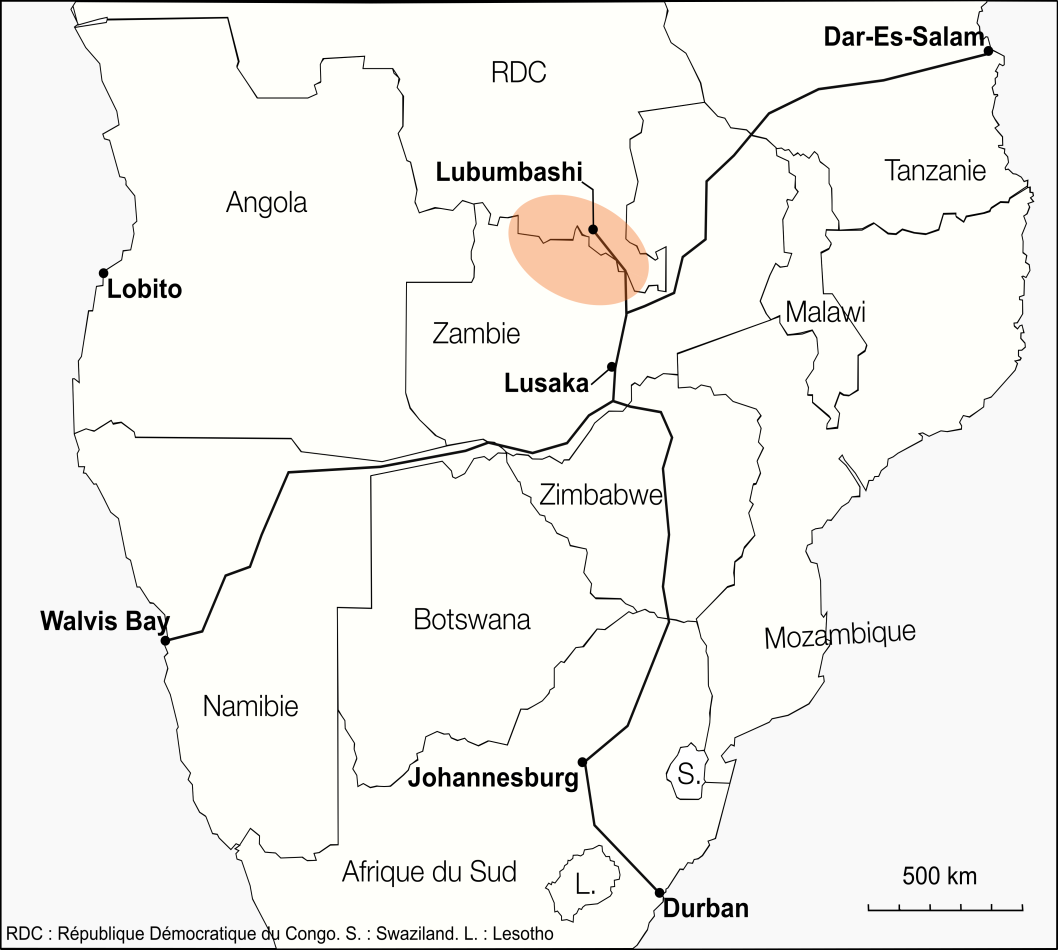 Dar-Es-Salam
RDC
Lubumbashi
Tanzanie
Angola
Lobito
Malawi
Zambie
Lusaka
Zimbabwe
Walvis Bay
Botswana
Mozambique
Namibie
Johannesburg
S.
Afrique du Sud
L.
500 km
Durban
RDC : République Démocratique du Congo. S. : Swaziland. L. : Lesotho